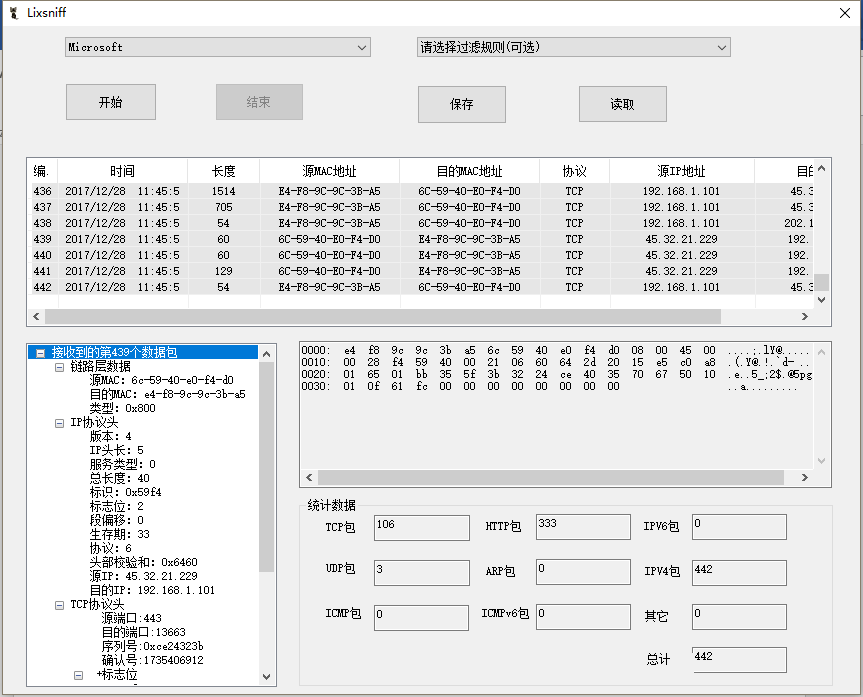 Lixsniff
Microsoft 请选择过滤规则(可选)
开始 结束 保存 读取
编. 时间 长度 源MAC地址 目的MAC地址 协议 源IP地址 目的
436 2017/12/28 11:45:5 1514 E4-F8-9C-9C-3B-A5 6C-59-40-E0-F4-D0 TCP 192.168.1.101 45.3
437 2017/12/28 11:45:5 705 E4-F8-9C-9C-3B-A5 6C-59-40-E0-F4-D0 TCP 192.168.1.101 45.3
438 2017/12/28 11:45:5 54 E4-F8-9C-9C-3B-A5 6C-59-40-E0-F4-D0 TCP 192.168.1.101 202.1
439 2017/12/28 11:45:5 60 6C-59-40-E0-F4-D0 E4-F8-9C-9C-3B-A5 TCP 45.32.21.229 192.
440 2017/12/28 11:45:5 60 6C-59-40-E0-F4-D0 E4-F8-9C-9C-3B-A5 TCP 45.32.21.229 192.
441 2017/12/28 11:45:5 129 6C-59-40-E0-F4-D0 E4-F8-9C-9C-3B-A5 TCP 45.32.21.229 192.
442 2017/12/28 11:45:5 54 E4-F8-9C-9C-3B-A5 6C-59-40-E0-F4-D0 TCP 192.168.1.101 45.3
接收到的第439个数据包
链路层数据
源MAC: 6c-59-40-e0-f4-d0
目的MAC: e4-f8-9c-9c-3b-a5
类型: 0x800
IP协议头
版本: 4
IP头长: 5
服务类型: 0
总长度: 40
标识: 0x59f4
标志位: 2
段偏移: 0
生存期: 33
协议: 6
头部校验和: 0x6460
源IP: 45.32.21.229
目的IP: 192.168.1.101
TCP协议头
源端口:443
目的端口:13663
序列号:0xce24323b
确认号:1735406912
+标志位
0000: e4 f8 9c 9c 3b a5 6c 59 40 e0 f4 d0 08 00 45 00 ....;.lY@.....
0010: 00 28 f4 59 40 00 21 06 60 64 2d 20 15 e5 c0 a8 .(.Y@.!.`d- ...
0020: 01 65 01 bb 35 5f 3b 32 24 ce 40 35 70 67 50 10 .e..5_;2$.@5pg
0030: 01 0f 61 fc 00 00 00 00 00 00 00 00 ..a.........
统计数据
TCP包 106 HTTP包 333 IPV6包 0
UDP包 3 ARP包 0 IPV4包 442
ICMP包 0 ICMPv6包 0 其它 0
总计 442